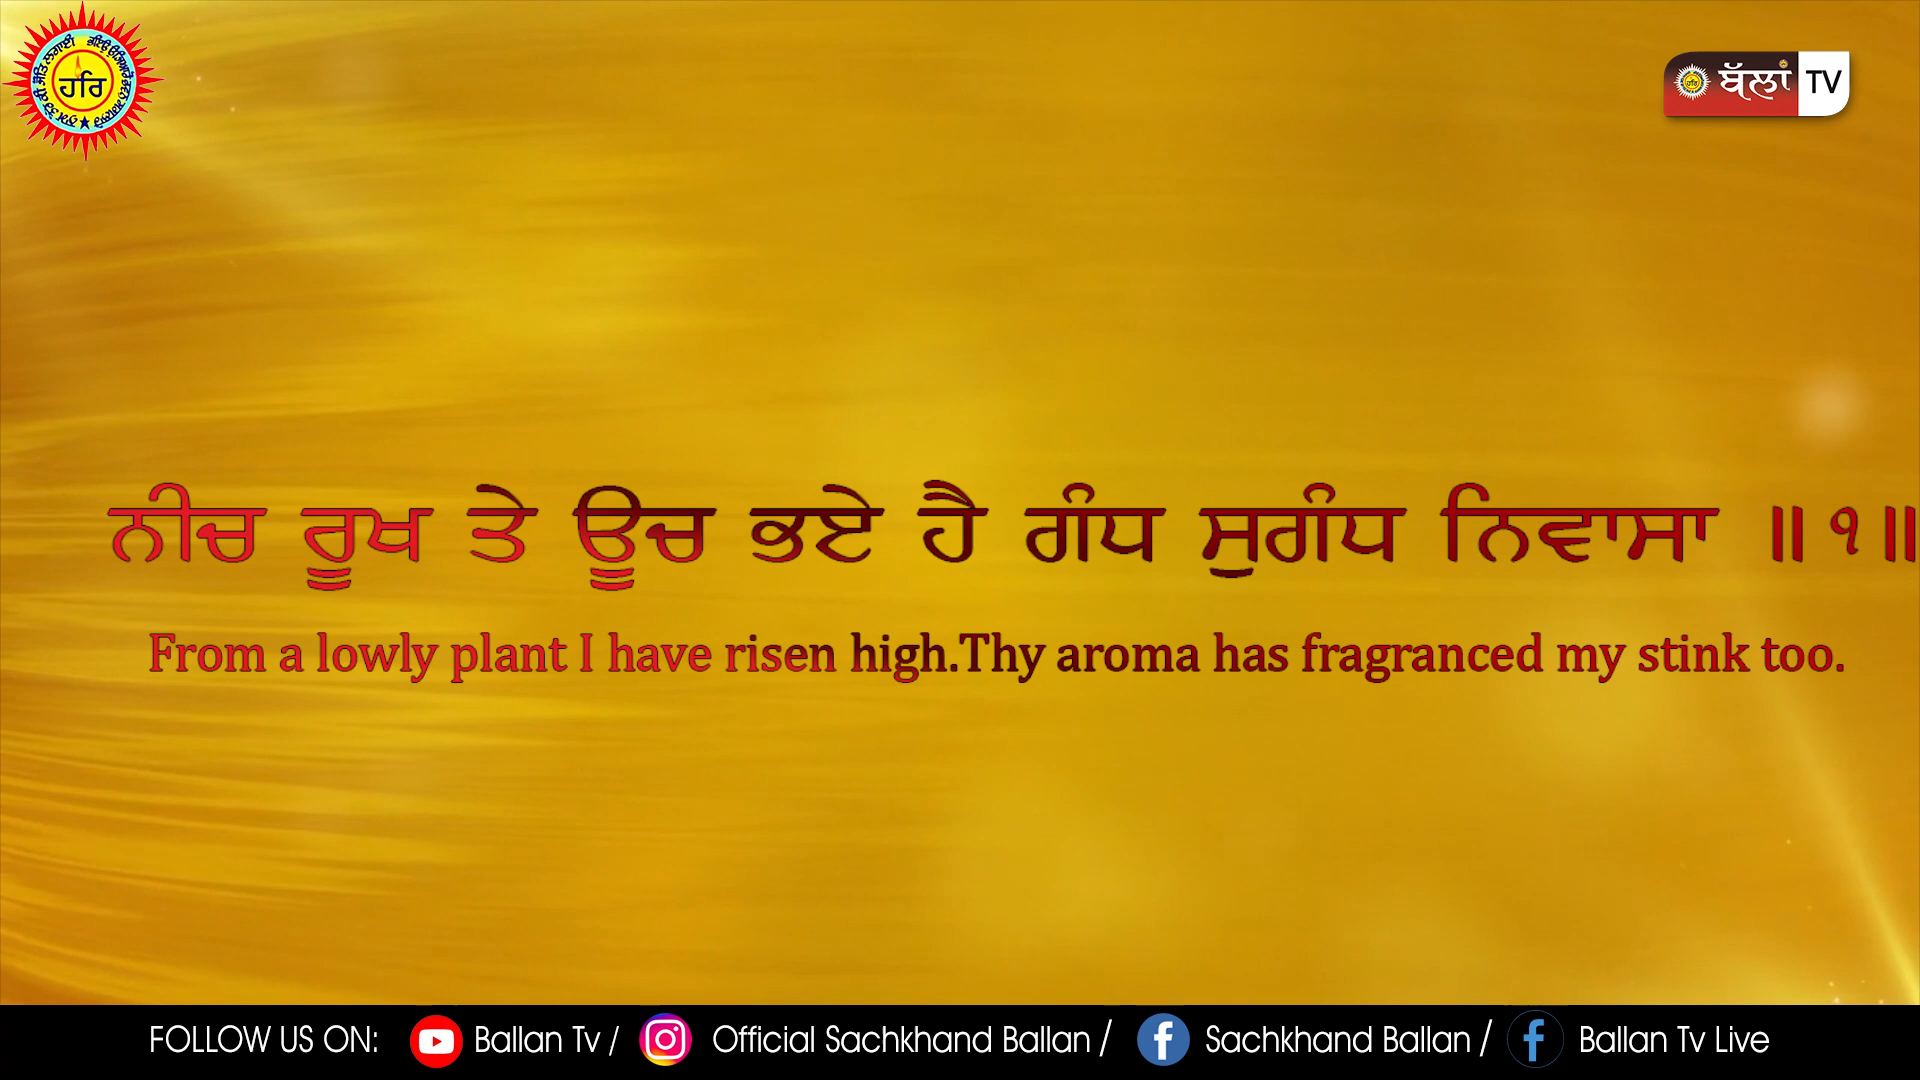 ਹਰਿ
ਬੱਲਾਂ TV
ਨੀਚ ਰੂਖ ਤੇ ਊਚ ਭਏ ਹੈ ਗੰਧ ਸੁਗੰਧ ਨਿਵਾਸਾ ॥੧॥
From a lowly plant I have risen high.Thy aroma has fragranced my stink too.
FOLLOW US ON: Ballan Tv / Official Sachkhand Ballan / Sachkhand Ballan / Ballan Tv Live